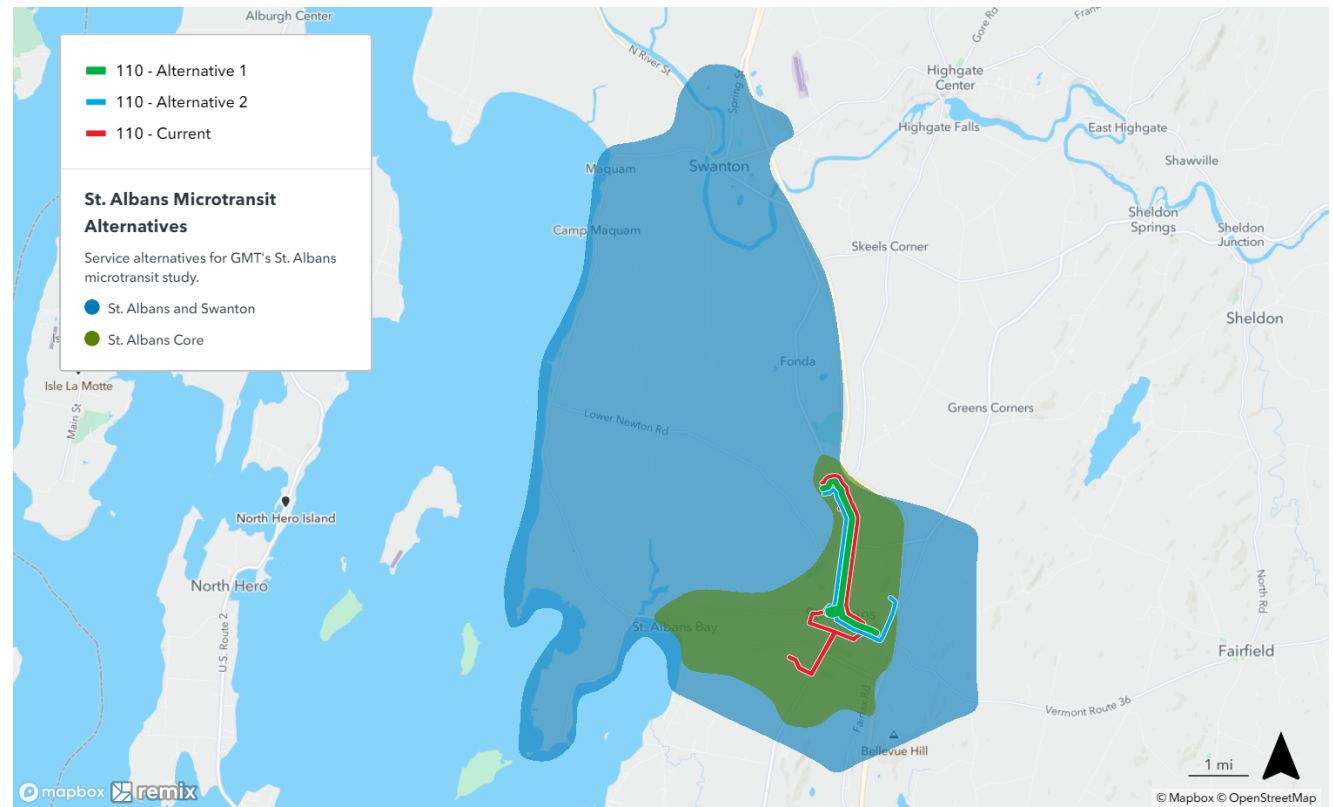 Alburgh Center
110 - Alternative 1
110 - Alternative 2
110 - Current
St. Albans Microtransit
Alternatives
Service alternatives for GMT's St. Albans
microtransit study.
St. Albans and Swanton
St. Albans Core
N River St
Spring St
Gore Rd
Highgate
Center
Highgate Falls
East Highgate
Shawville
Maquam
Swanton
Camp Maquam
Skeels Corner
Sheldon
Springs
Sheldon
Junction
Sheldon
Fonda
Isle La Motte
Main St
Lower Newton Rd
Greens Corners
North Hero Island
North Hero
U.S. Route 2
St. Albans Bay
North Rd
Fairfield
Fairfax Rd
Vermont Route 36
Bellevue Hill
1 mi
mapbox remix
© Mapbox © OpenStreetMap